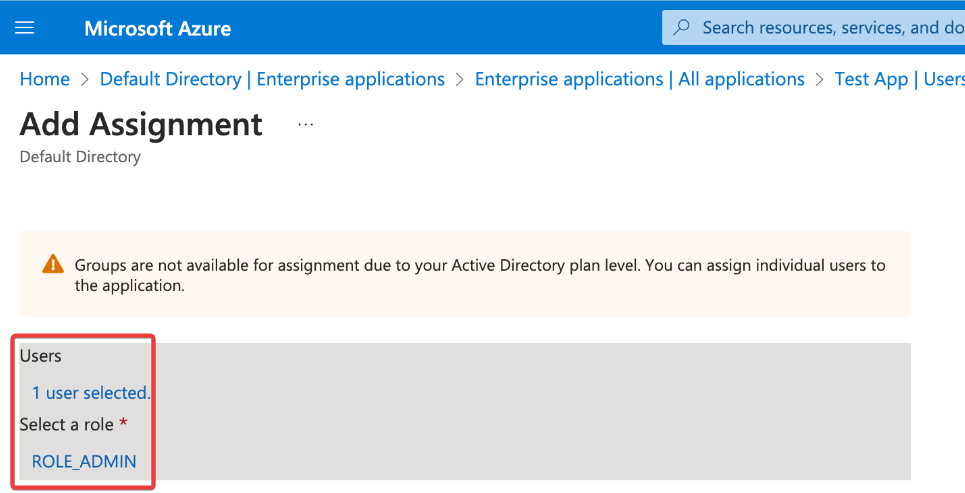 Microsoft Azure
Search resources, services, and do
Home > Default Directory | Enterprise applications > Enterprise applications | All applications > Test App | Users
Add Assignment ...
Default Directory
Groups are not available for assignment due to your Active Directory plan level. You can assign individual users to
the application.
Users
1 user selected.
Select a role *
ROLE_ADMIN